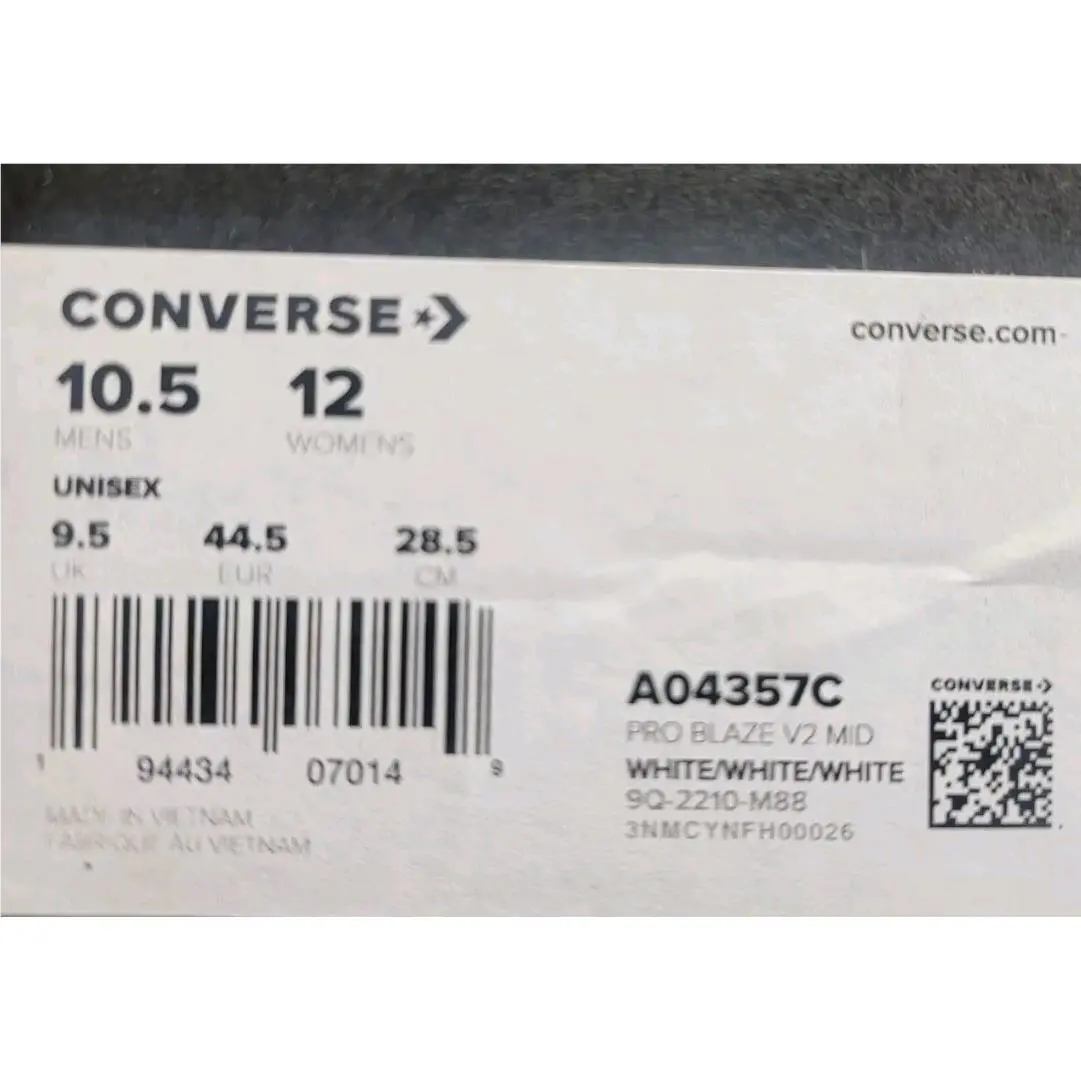 CONVERSE
converse.com
10.5 12
MENS WOMENS
UNISEX
9.5 44.5 28.5
UK EUR CM
1 94434 07014 9
MADE IN VIETNAM
FABRIQUE AU VIETNAM
A04357C
PRO BLAZE V2 MID
WHITE/WHITE/WHITE
9Q-2210-M88
3NMCYNFH00026
CONVERSE